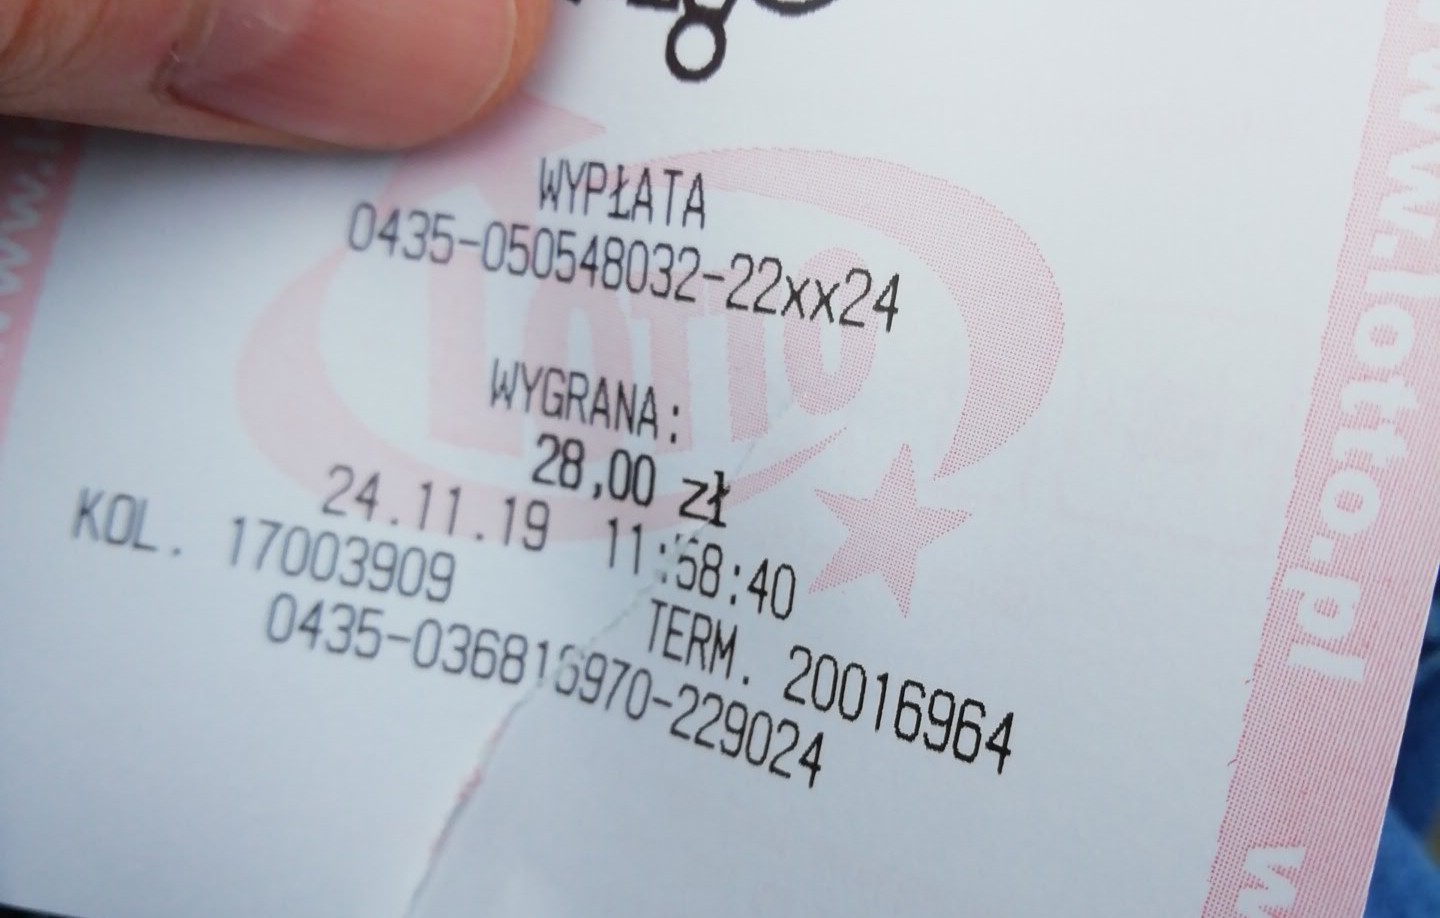 WYPŁATA
0435-050548032-22xx24
WYGRANA:
28,00 zł
24.11.19 11:58:40
KOL. 17003909 TERM. 20016964
0435-036816970-229024
LOTTO
www.lotto.pl